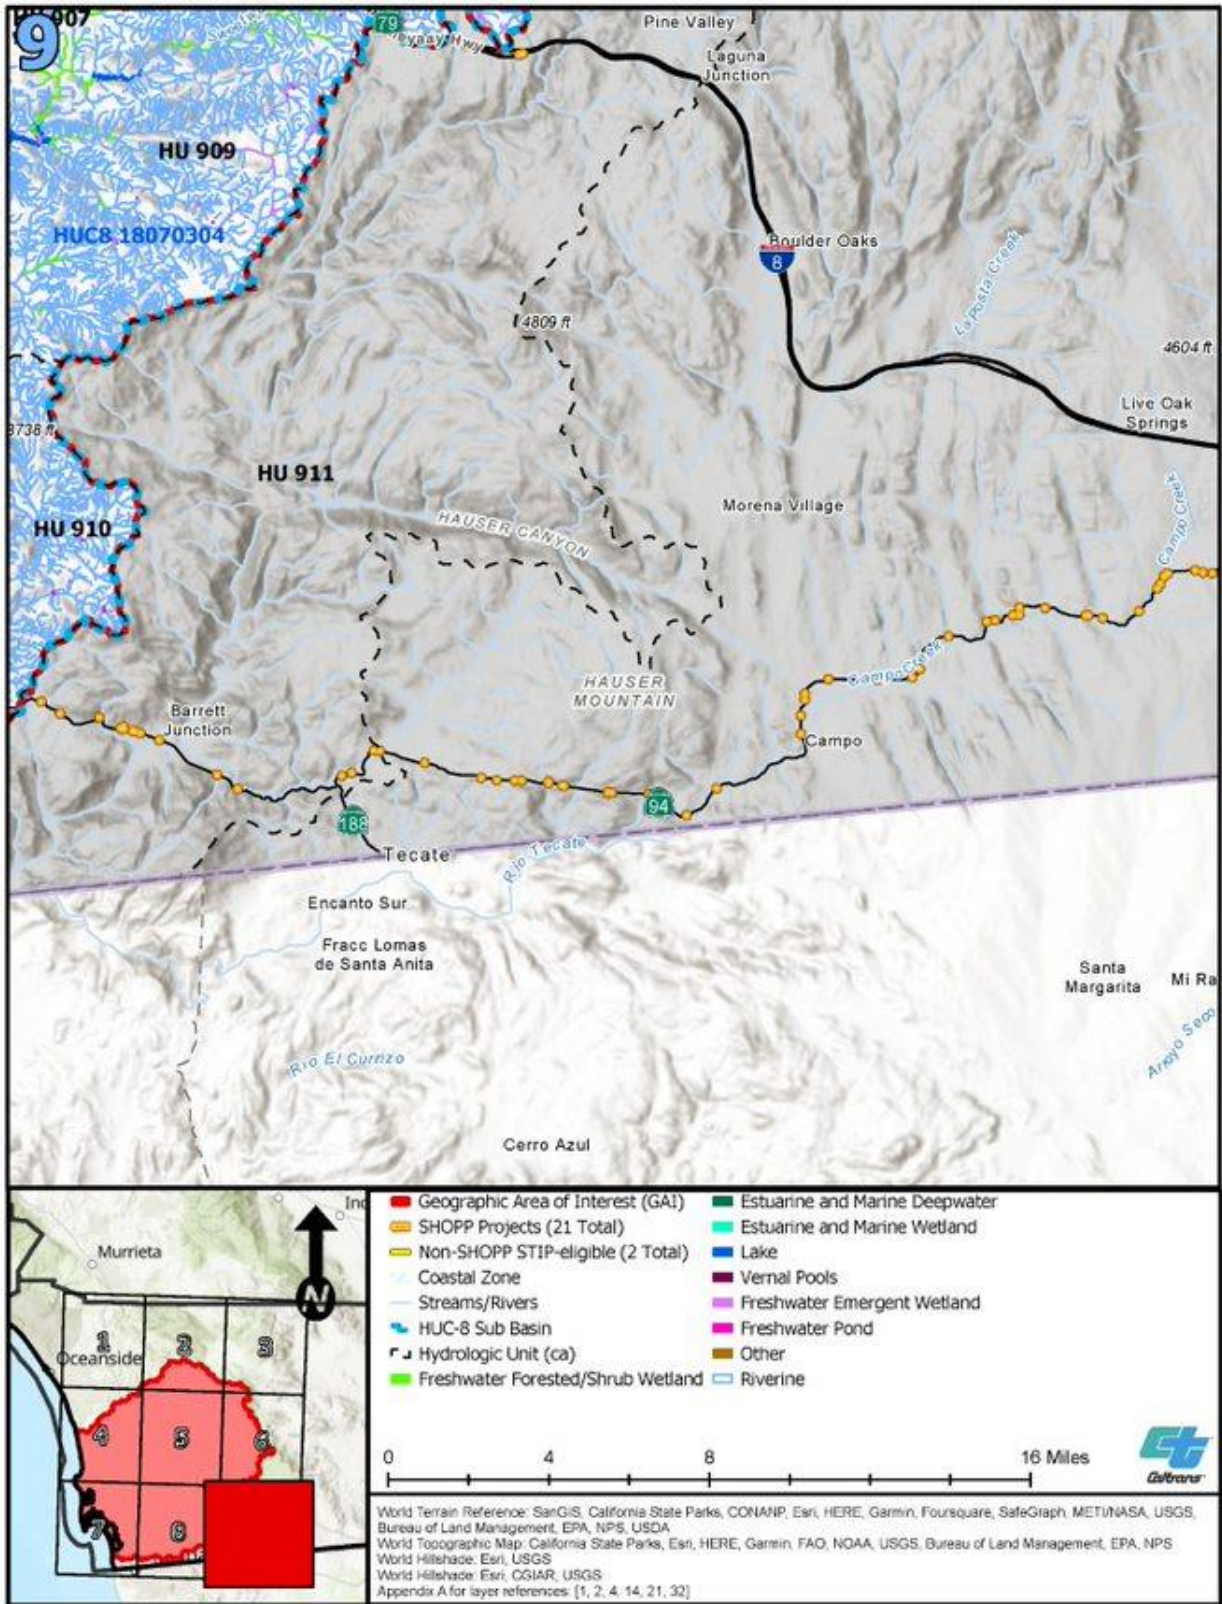 HU 907
9
79
Pine Valley
Laguna
Junction
HU 909
HUC8 18070304
Boulder Oaks
8
La Posta Creek
4809 ft
4604 ft
Live Oak
Springs
3738 ft
HU 911
HU 910
HAUSER CANYON
Morena Village
Campo Creek
HAUSER
MOUNTAIN
Campo Creek
Barrett
Junction
Campo
94
188
Tecate
Río Tecate
Encanto Sur
Fracc Lomas
de Santa Anita
Santa
Margarita
Mi Ra
Arroyo Seco
Río El Currizo
Cerro Azul
Murrieta
Oceanside
N
1
2
3
4
5
6
7
8
Geographic Area of Interest (GAI)
SHOPP Projects (21 Total)
Non-SHOPP STIP-eligible (2 Total)
Coastal Zone
Streams/Rivers
HUC-8 Sub Basin
Hydrologic Unit (ca)
Freshwater Forested/Shrub Wetland
Estuarine and Marine Deepwater
Estuarine and Marine Wetland
Lake
Vernal Pools
Freshwater Emergent Wetland
Freshwater Pond
Other
Riverine
0 4 8 16 Miles
Caltrans
World Terrain Reference: SanGIS, California State Parks, CONANP, Esri, HERE, Garmin, Foursquare, SafeGraph, METI/NASA, USGS,
Bureau of Land Management, EPA, NPS, USDA
World Topographic Map: California State Parks, Esri, HERE, Garmin, FAO, NOAA, USGS, Bureau of Land Management, EPA, NPS
World Hillshade: Esri, USGS
World Hillshade: Esri, CGIAR, USGS
Appendix A for layer references: [1, 2, 4, 14, 21, 32]